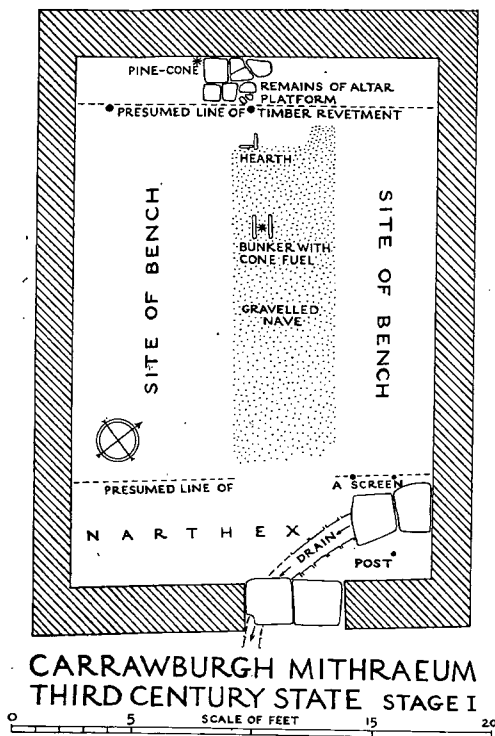 PINE-CONE
REMAINS OF ALTAR
PLATFORM
PRESUMED LINE OF TIMBER REVETMENT
HEARTH
SITE OF BENCH
SITE OF BENCH
BUNKER WITH
CONE FUEL
GRAVELLED
NAVE
PRESUMED LINE OF A SCREEN
NARTHEX
DRAIN
POST
CARRAWBURGH MITHRAEUM
THIRD CENTURY STATE STAGE I
SCALE OF FEET
0 5 15 20